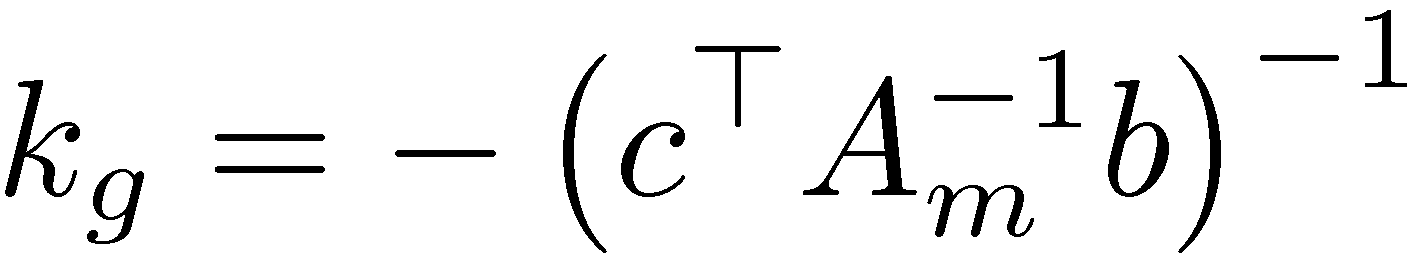 $k_g = -\left(c^\top A_m^{-1} b\right)^{-1}$